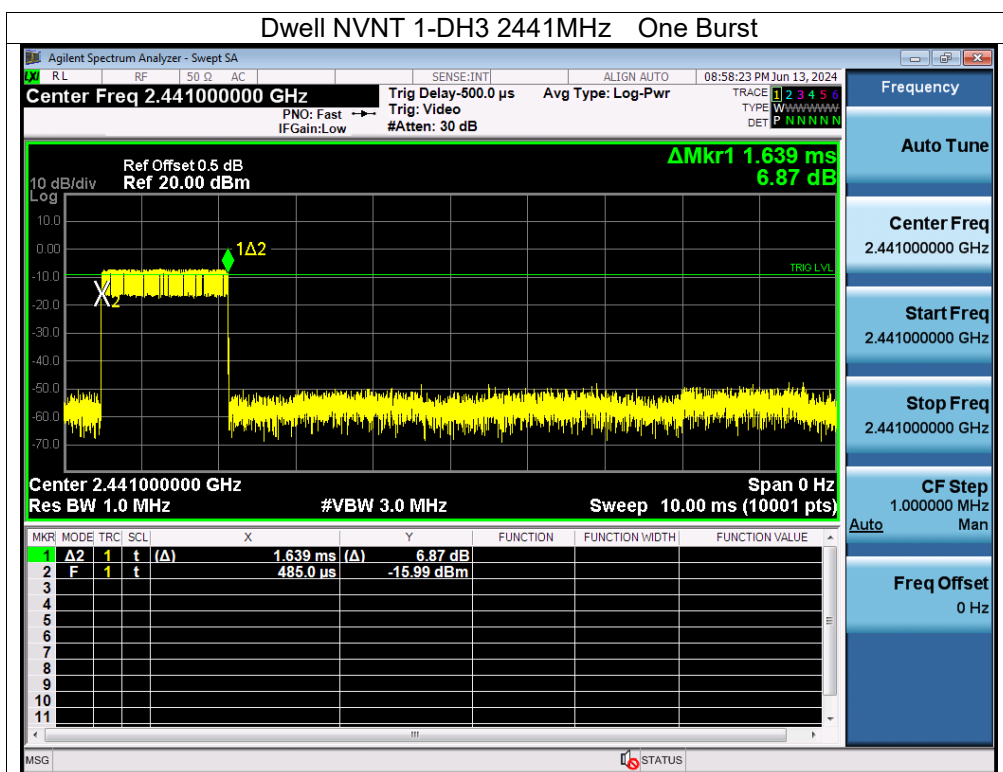 Dwell NVNT 1-DH3 2441MHz One Burst
Agilent Spectrum Analyzer - Swept SA
LXI RL RF 50 Ω AC SENSE:INT ALIGN AUTO 08:58:23 PM Jun 13, 2024
Center Freq 2.441000000 GHz Trig Delay-500.0 µs Avg Type: Log-Pwr TRACE 1 2 3 4 5 6
PNO: Fast Trig: Video TYPE WWWWWW
IFGain:Low #Atten: 30 dB DET P N N N N N
ΔMkr1 1.639 ms
6.87 dB
Ref Offset 0.5 dB
10 dB/div Ref 20.00 dBm
Log
10.0
0.00
-10.0
-20.0
-30.0
-40.0
-50.0
-60.0
-70.0
1Δ2
TRIG LVL
2
Center 2.441000000 GHz Span 0 Hz
Res BW 1.0 MHz #VBW 3.0 MHz Sweep 10.00 ms (10001 pts)
MKR MODE TRC SCL X Y FUNCTION FUNCTION WIDTH FUNCTION VALUE
1 Δ2 1 t (Δ) 1.639 ms (Δ) 6.87 dB
2 F 1 t 485.0 µs -15.99 dBm
3
4
5
6
7
8
9
10
11
MSG STATUS
Frequency
Auto Tune
Center Freq
2.441000000 GHz
Start Freq
2.441000000 GHz
Stop Freq
2.441000000 GHz
CF Step
1.000000 MHz
Auto Man
Freq Offset
0 Hz